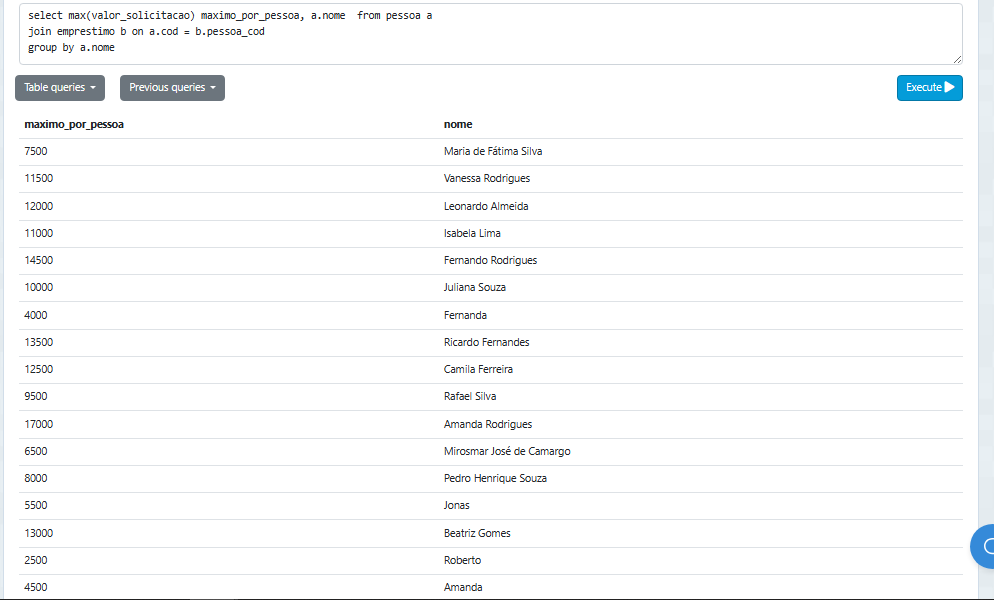 select max(valor_solicitacao) maximo_por_pessoa, a.nome  from pessoa a
join emprestimo b on a.cod = b.pessoa_cod
group by a.nome
Table queries Previous queries Execute
maximo_por_pessoa nome
7500 Maria de Fátima Silva
11500 Vanessa Rodrigues
12000 Leonardo Almeida
11000 Isabela Lima
14500 Fernando Rodrigues
10000 Juliana Souza
4000 Fernanda
13500 Ricardo Fernandes
12500 Camila Ferreira
9500 Rafael Silva
17000 Amanda Rodrigues
6500 Mirosmar José de Camargo
8000 Pedro Henrique Souza
5500 Jonas
13000 Beatriz Gomes
2500 Roberto
4500 Amanda